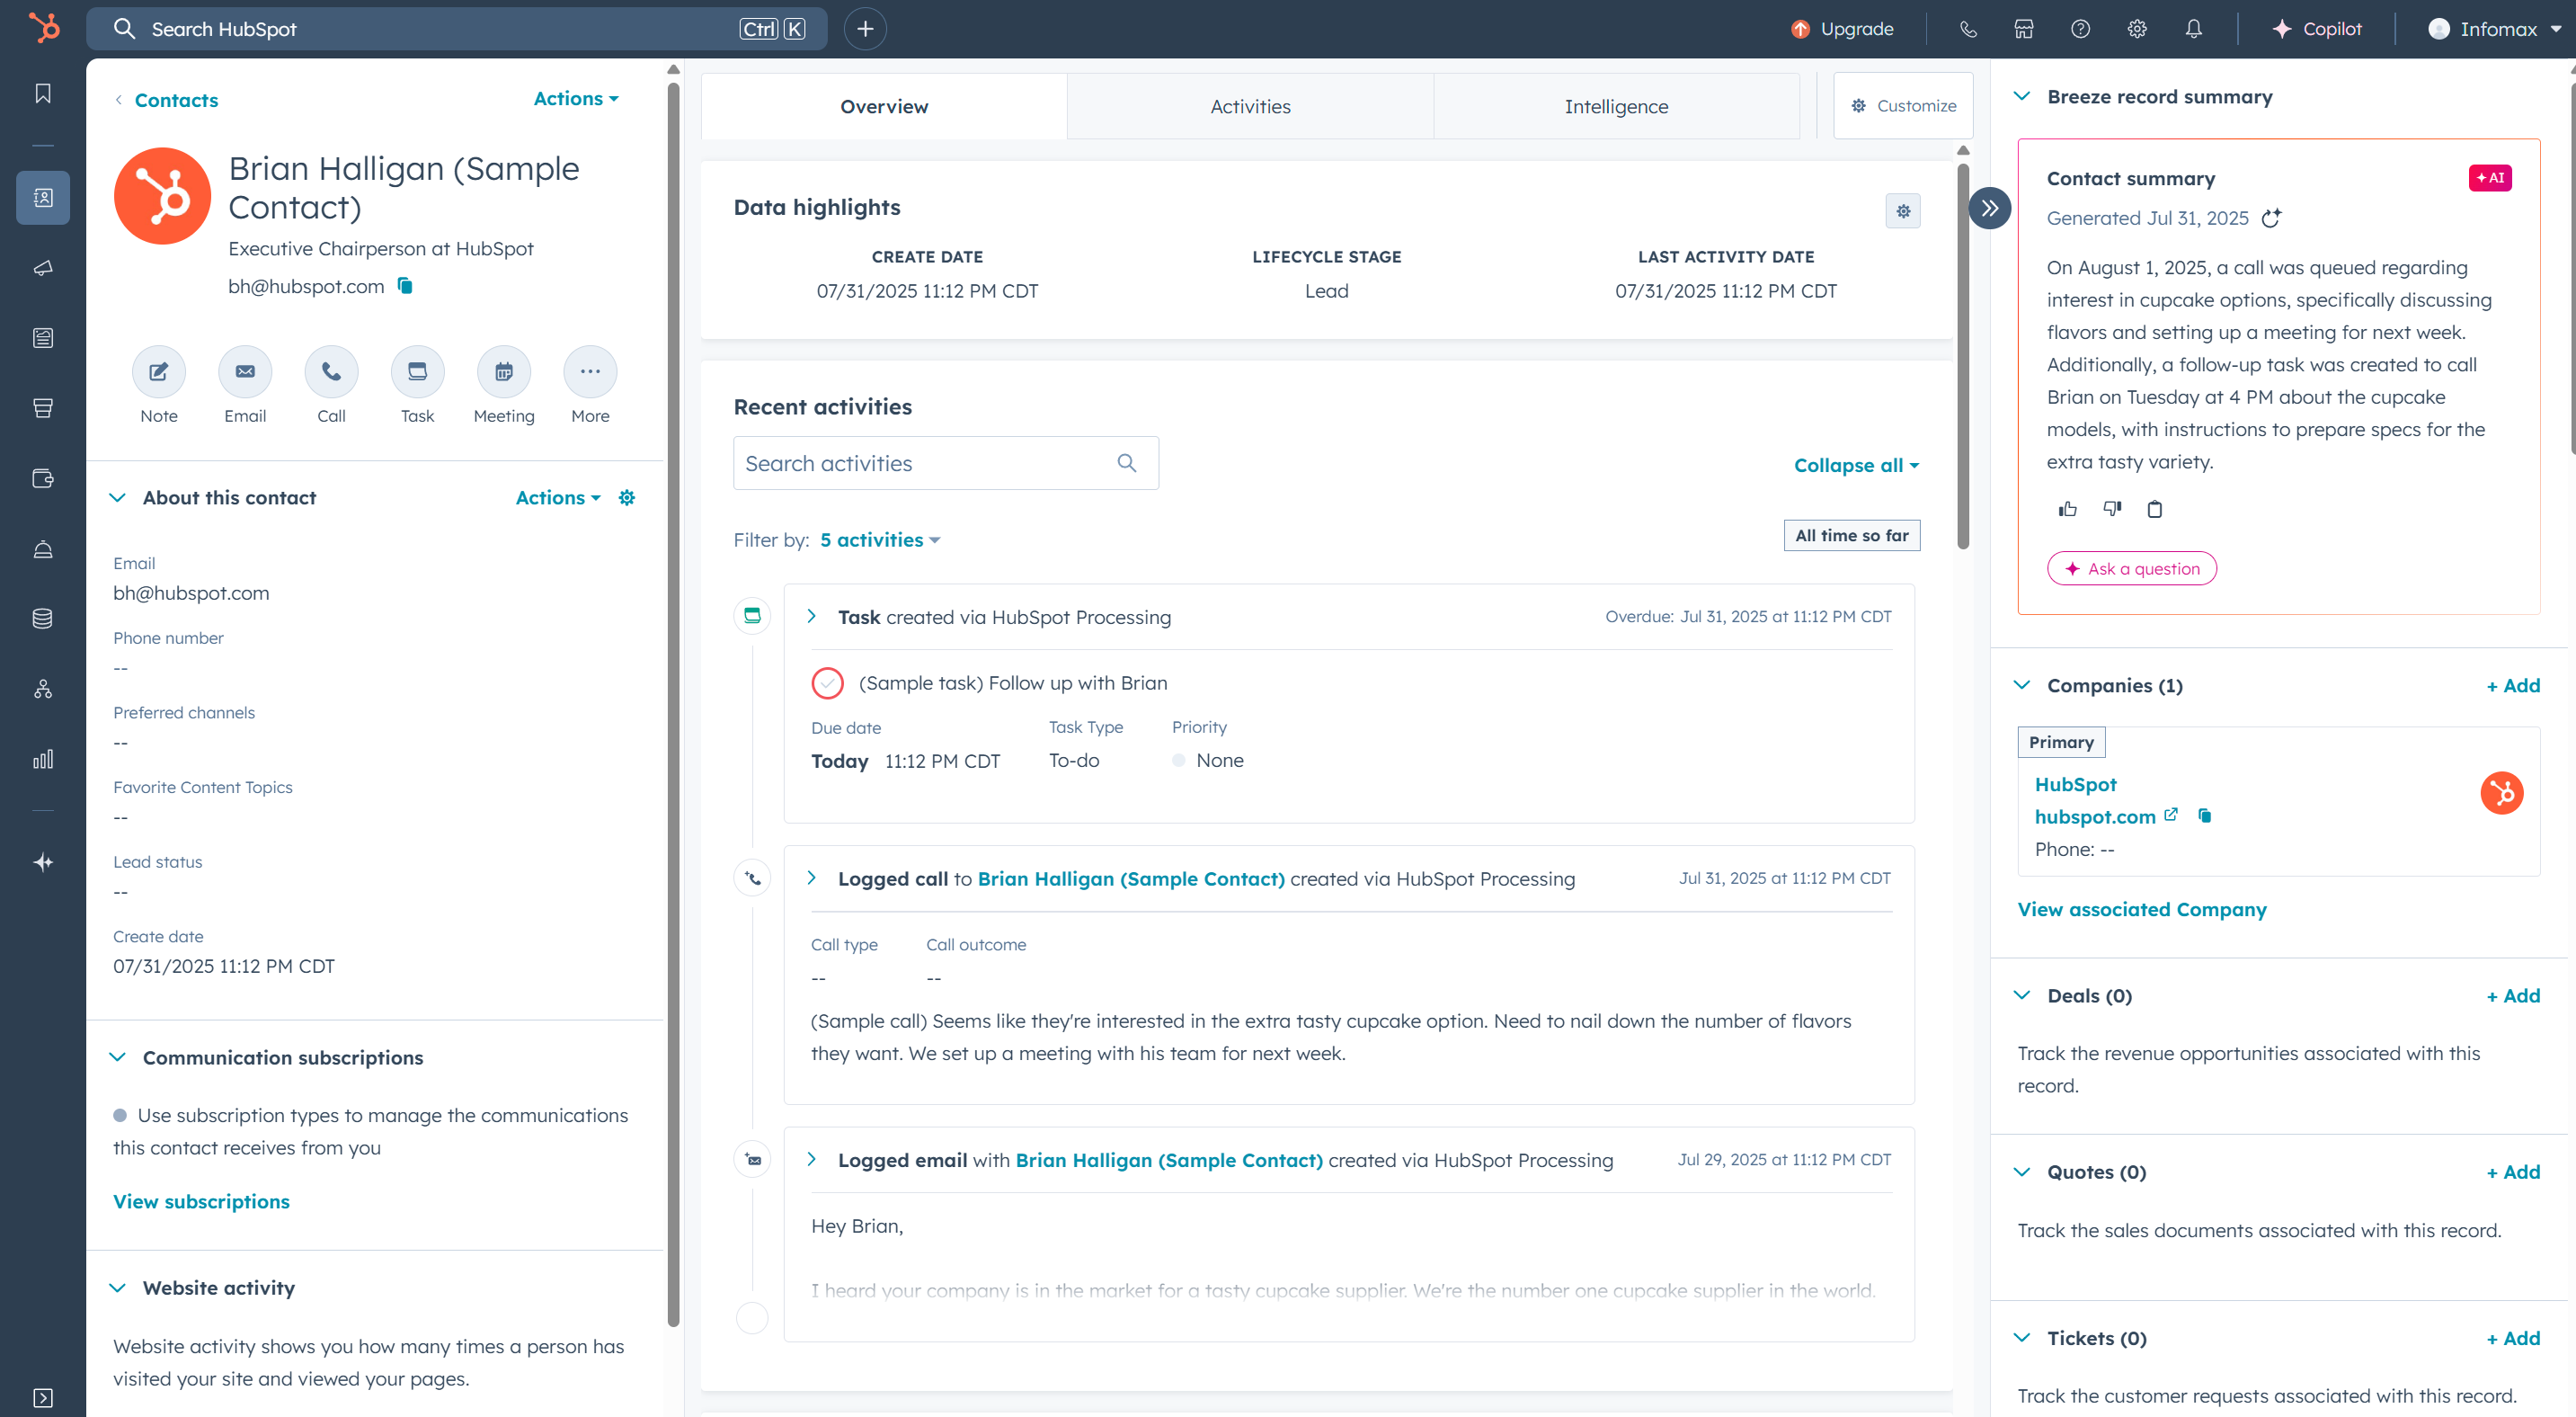 Search HubSpot
Ctrl K
Upgrade
Copilot
Infomax
Contacts
Actions
Brian Halligan (Sample
Contact)
Executive Chairperson at HubSpot
bh@hubspot.com
Note
Email
Call
Task
Meeting
More
About this contact
Actions
Email
bh@hubspot.com
Phone number
--
Preferred channels
--
Favorite Content Topics
--
Lead status
--
Create date
07/31/2025 11:12 PM CDT
Communication subscriptions
Use subscription types to manage the communications
this contact receives from you
View subscriptions
Website activity
Website activity shows you how many times a person has
visited your site and viewed your pages.
Overview
Activities
Intelligence
Customize
Data highlights
CREATE DATE
07/31/2025 11:12 PM CDT
LIFECYCLE STAGE
Lead
LAST ACTIVITY DATE
07/31/2025 11:12 PM CDT
Recent activities
Search activities
Collapse all
Filter by: 5 activities
All time so far
Task created via HubSpot Processing
Overdue: Jul 31, 2025 at 11:12 PM CDT
(Sample task) Follow up with Brian
Due date
Today 11:12 PM CDT
Task Type
To-do
Priority
None
Logged call to Brian Halligan (Sample Contact) created via HubSpot Processing
Jul 31, 2025 at 11:12 PM CDT
Call type
--
Call outcome
--
(Sample call) Seems like they're interested in the extra tasty cupcake option. Need to nail down the number of flavors
they want. We set up a meeting with his team for next week.
Logged email with Brian Halligan (Sample Contact) created via HubSpot Processing
Jul 29, 2025 at 11:12 PM CDT
Hey Brian,
I heard your company is in the market for a tasty cupcake supplier. We're the number one cupcake supplier in the world.
Breeze record summary
Contact summary
AI
Generated Jul 31, 2025
On August 1, 2025, a call was queued regarding
interest in cupcake options, specifically discussing
flavors and setting up a meeting for next week.
Additionally, a follow-up task was created to call
Brian on Tuesday at 4 PM about the cupcake
models, with instructions to prepare specs for the
extra tasty variety.
Ask a question
Companies (1)
+ Add
Primary
HubSpot
hubspot.com
Phone: --
View associated Company
Deals (0)
+ Add
Track the revenue opportunities associated with this
record.
Quotes (0)
+ Add
Track the sales documents associated with this record.
Tickets (0)
+ Add
Track the customer requests associated with this record.